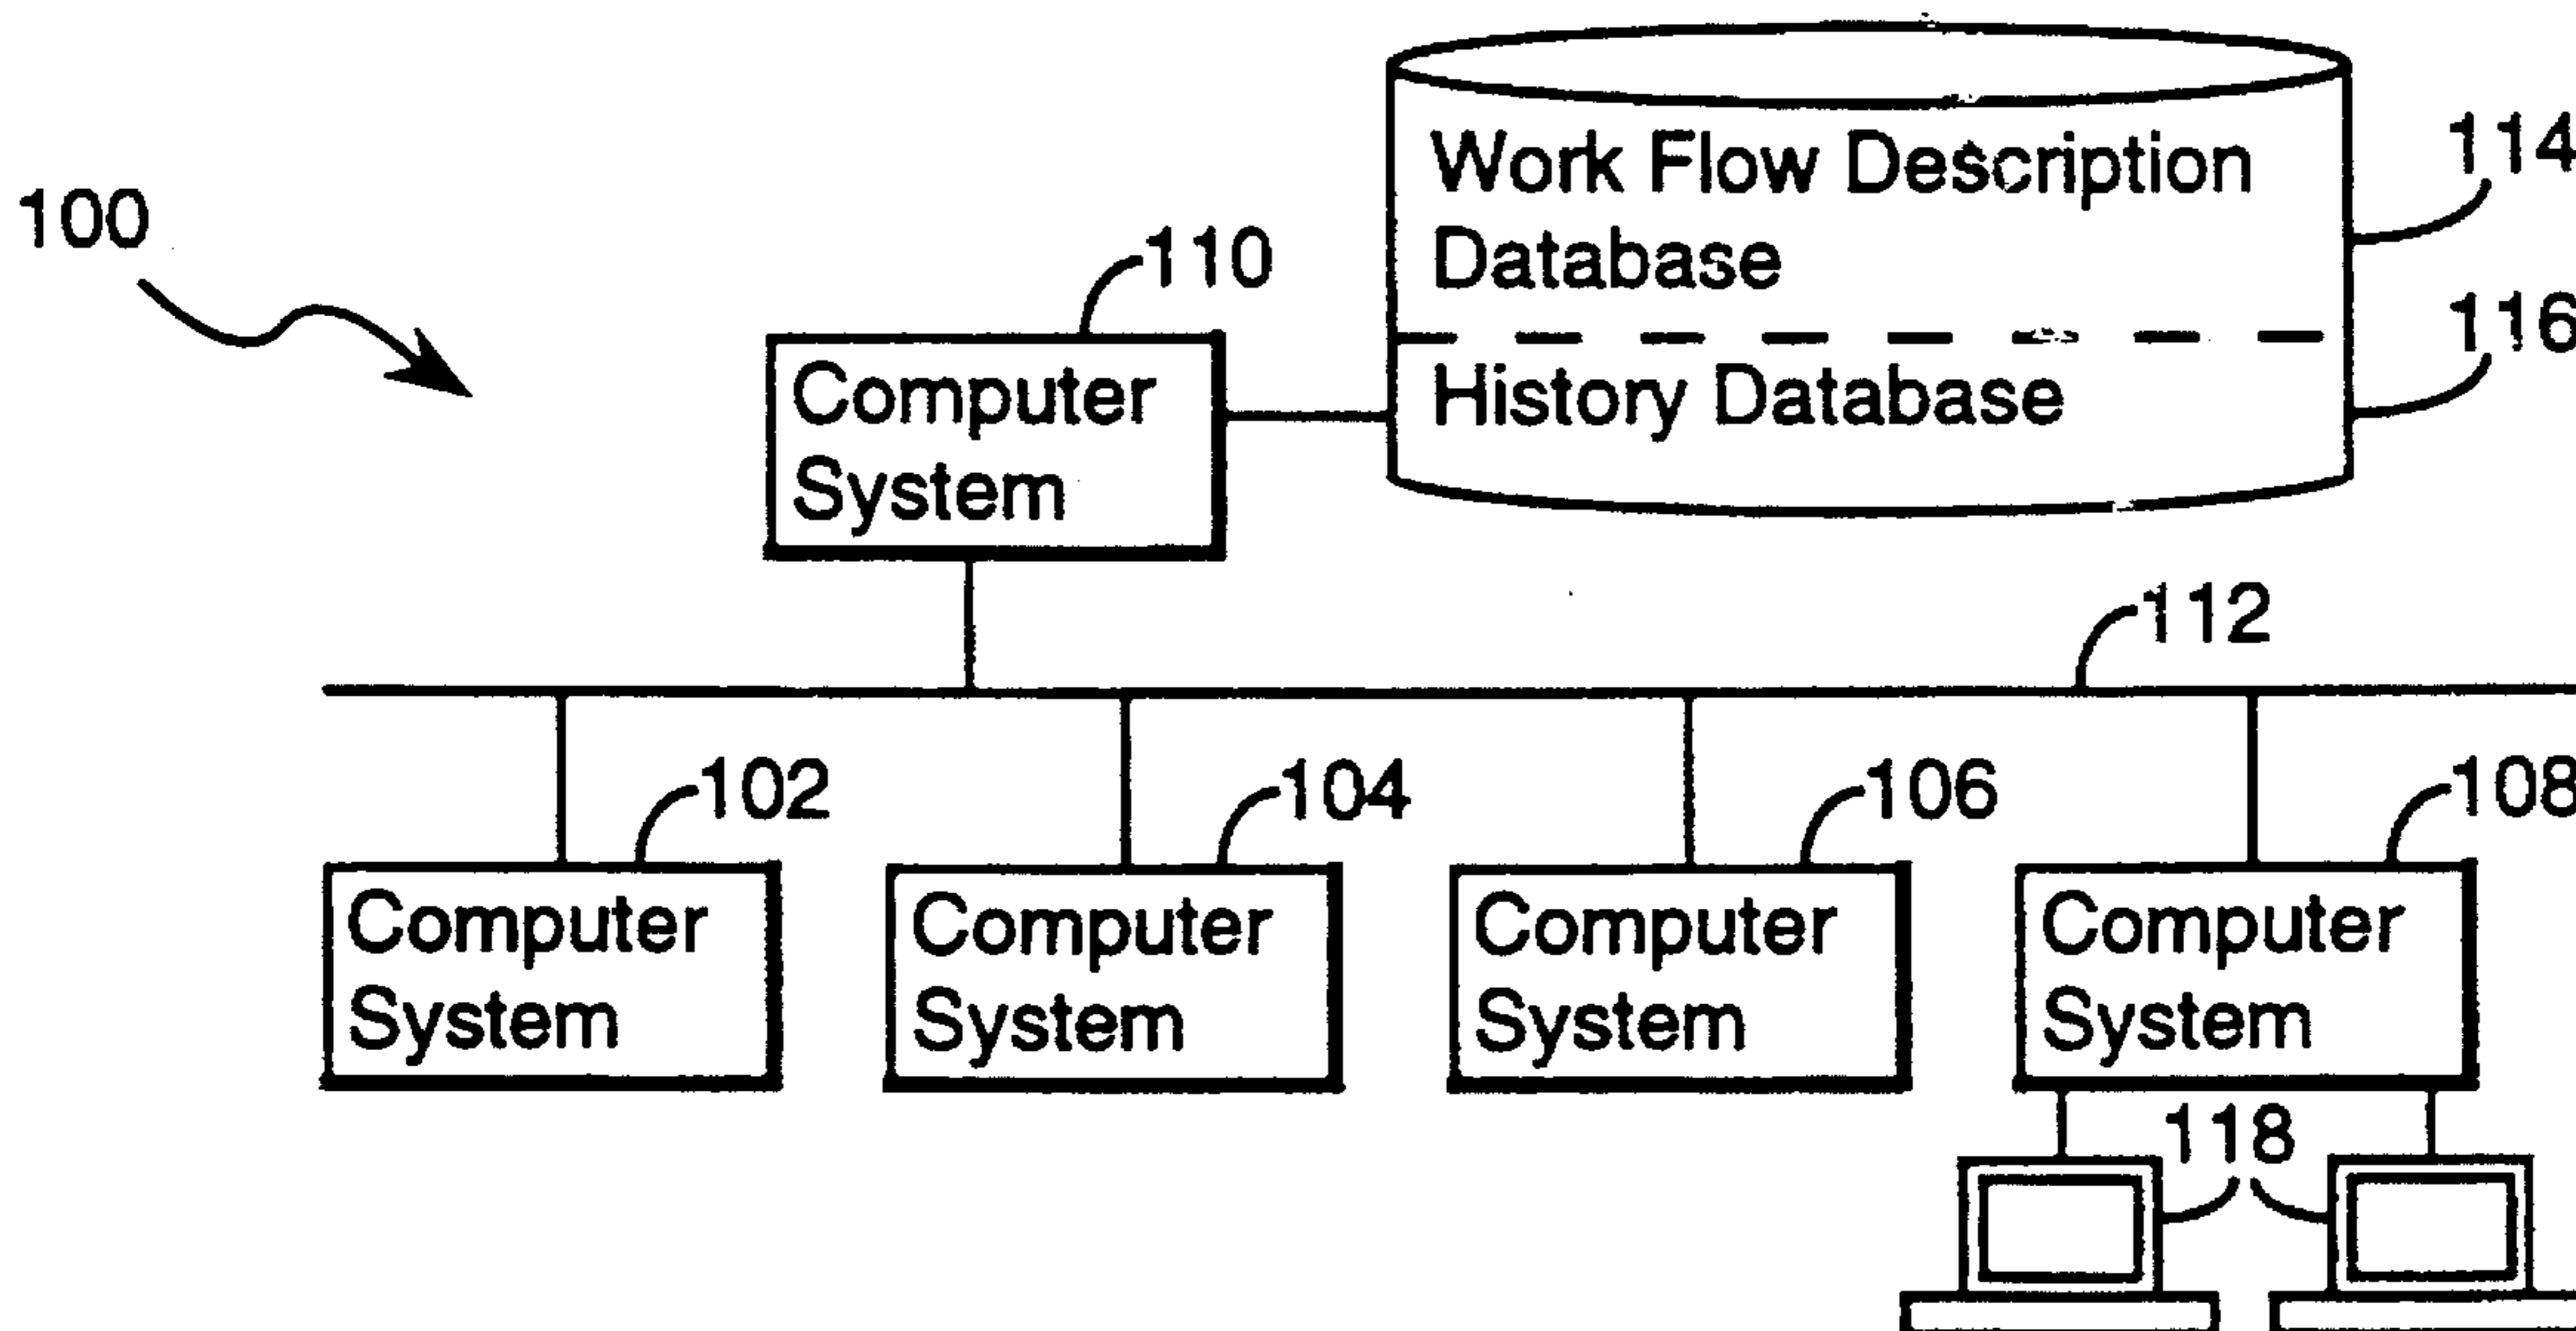 100
110
Work Flow Description
Database
114
116
History Database
Computer
System
112
102
104
106
108
Computer
System
Computer
System
Computer
System
Computer
System
118